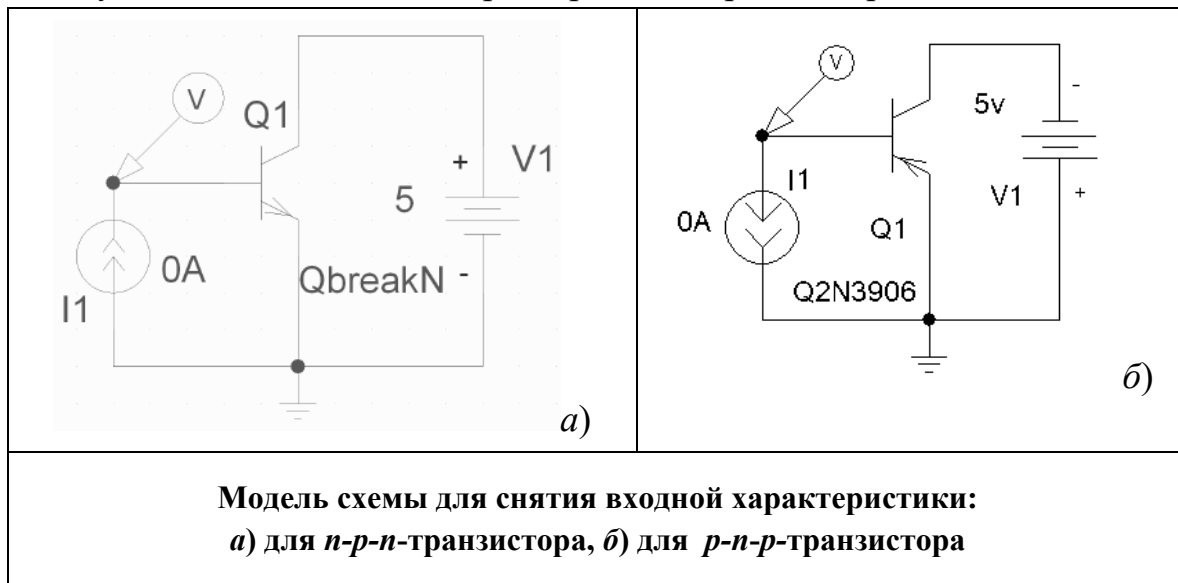 V
Q1
+
V1
5
0A
QbreakN
-
I1
а)
V
5v
-
I1
V1
+
0A
Q1
Q2N3906
б)
Модель схемы для снятия входной характеристики:
а) для n-p-n-транзистора, б) для p-n-p-транзистора